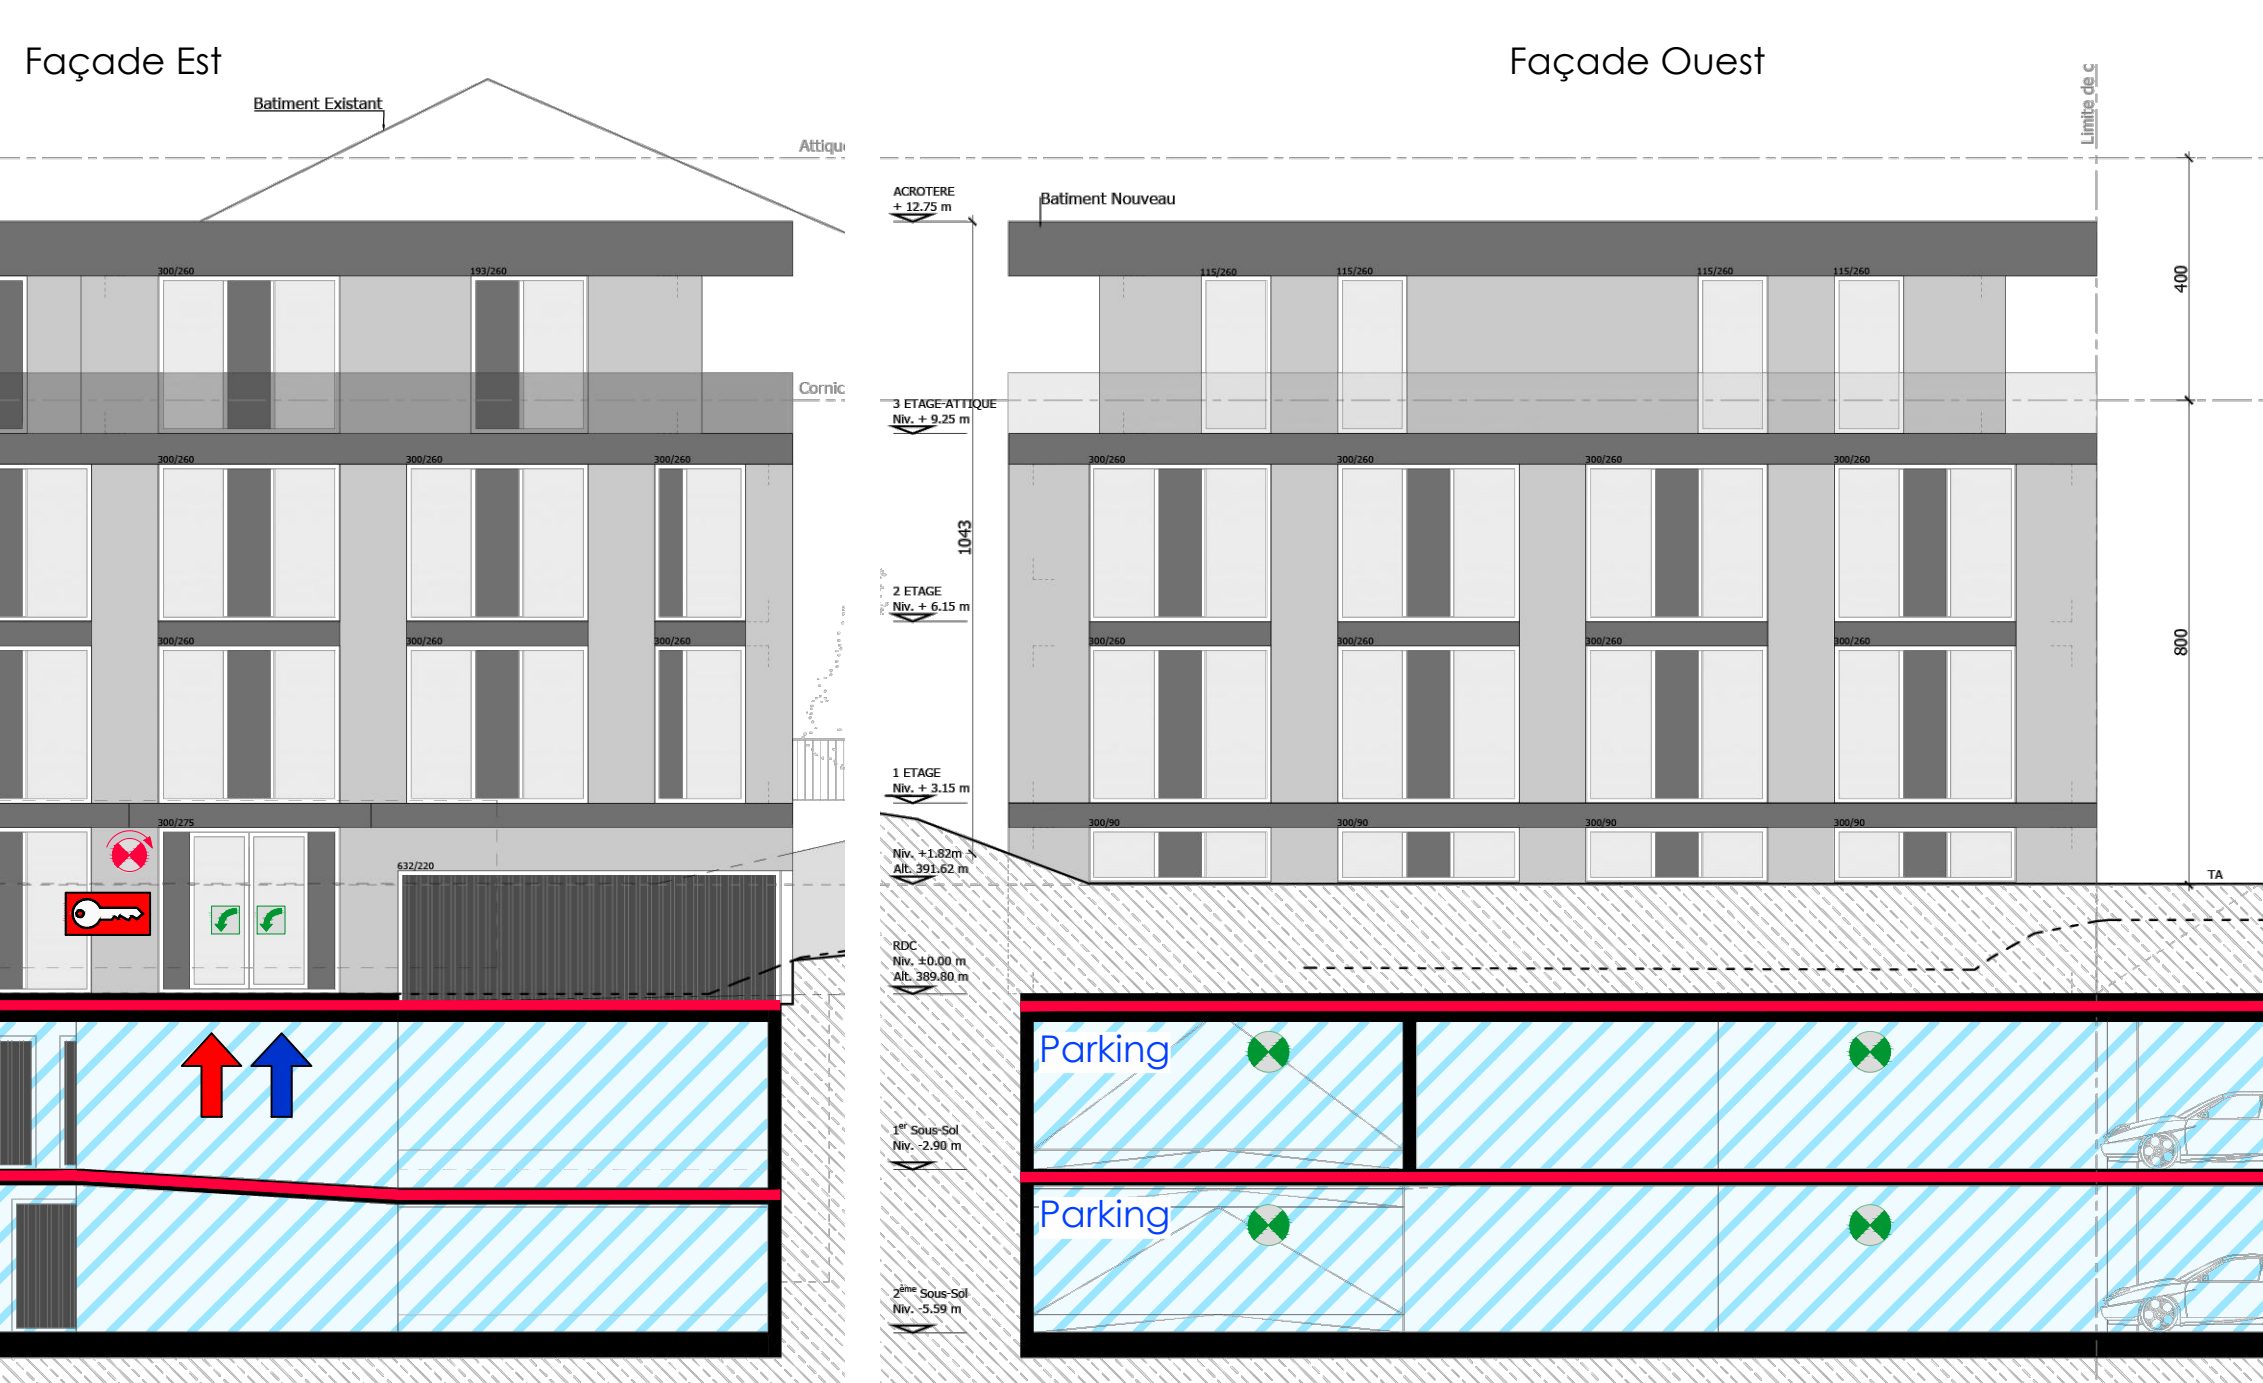 Façade Est
Batiment Existant
Attiqu
300/260
193/260
Cornic
300/260
300/260
300/260
300/260
300/260
300/260
300/275
632/220
Façade Ouest
Limite de c
ACROTERE
+ 12.75 m
Batiment Nouveau
115/260
115/260
115/260
115/260
400
3 ETAGE-ATTIQUE
Niv. + 9.25 m
300/260
300/260
300/260
300/260
1043
2 ETAGE
Niv. + 6.15 m
300/260
300/260
300/260
300/260
800
1 ETAGE
Niv. + 3.15 m
300/90
300/90
300/90
300/90
Niv. +1.82m
Alt. 391.62 m
TA
RDC
Niv. ±0.00 m
Alt. 389.80 m
Parking
1er Sous-Sol
Niv. -2.90 m
Parking
2ème Sous-Sol
Niv. -5.59 m